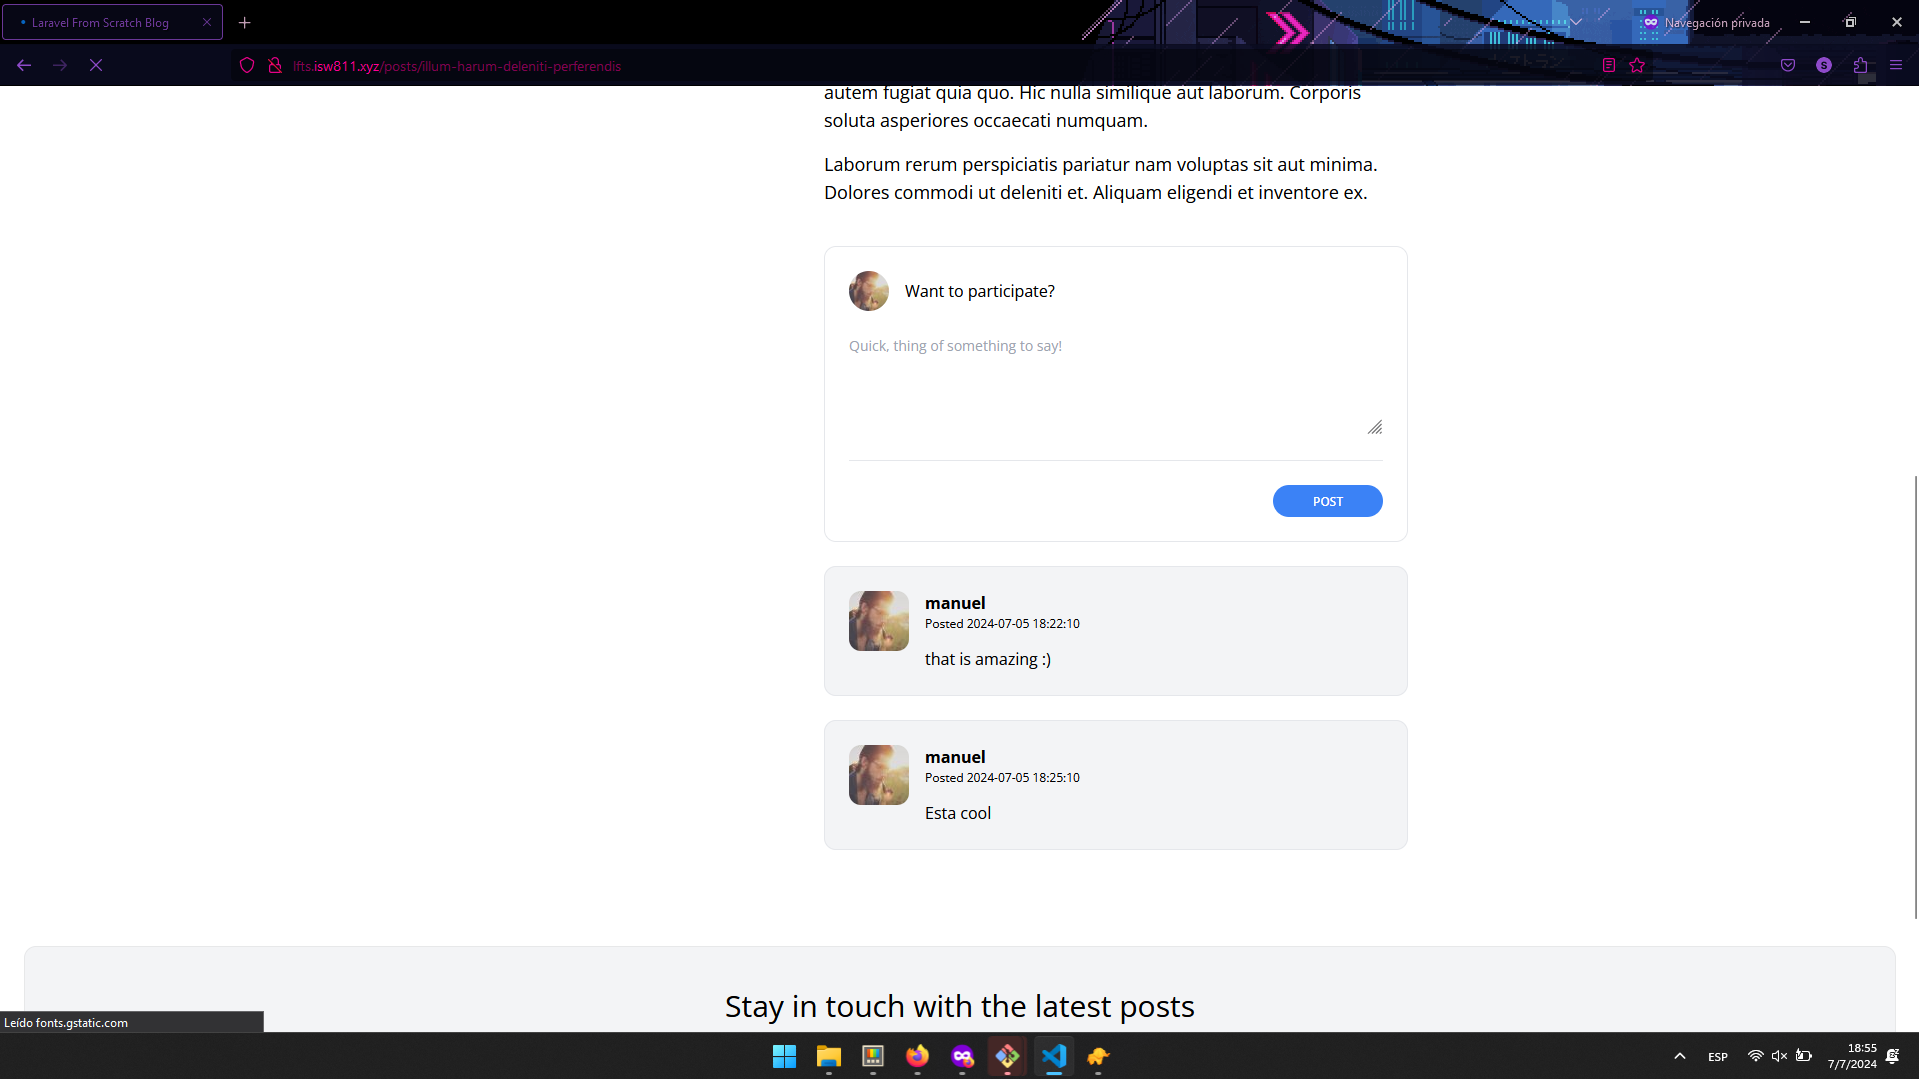 Laravel From Scratch Blog
Navegación privada
lfts.isw811.xyz/posts/illum-harum-deleniti-perferendis
autem fugiat quia quo. Hic nulla similique aut laborum. Corporis
soluta asperiores occaecati numquam.
Laborum rerum perspiciatis pariatur nam voluptas sit aut minima.
Dolores commodi ut deleniti et. Aliquam eligendi et inventore ex.
Want to participate?
Quick, thing of something to say!
POST
manuel
Posted 2024-07-05 18:22:10
that is amazing :)
manuel
Posted 2024-07-05 18:25:10
Esta cool
Stay in touch with the latest posts
Leído fonts.gstatic.com
ESP
18:55
7/7/2024